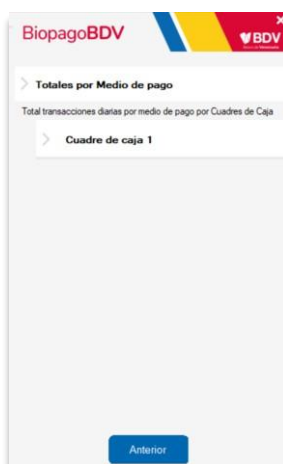 BiopagoBDV
BDV
Totales por Medio de pago
Total transacciones diarias por medio de pago por Cuadres de Caja
Cuadre de caja 1
Anterior